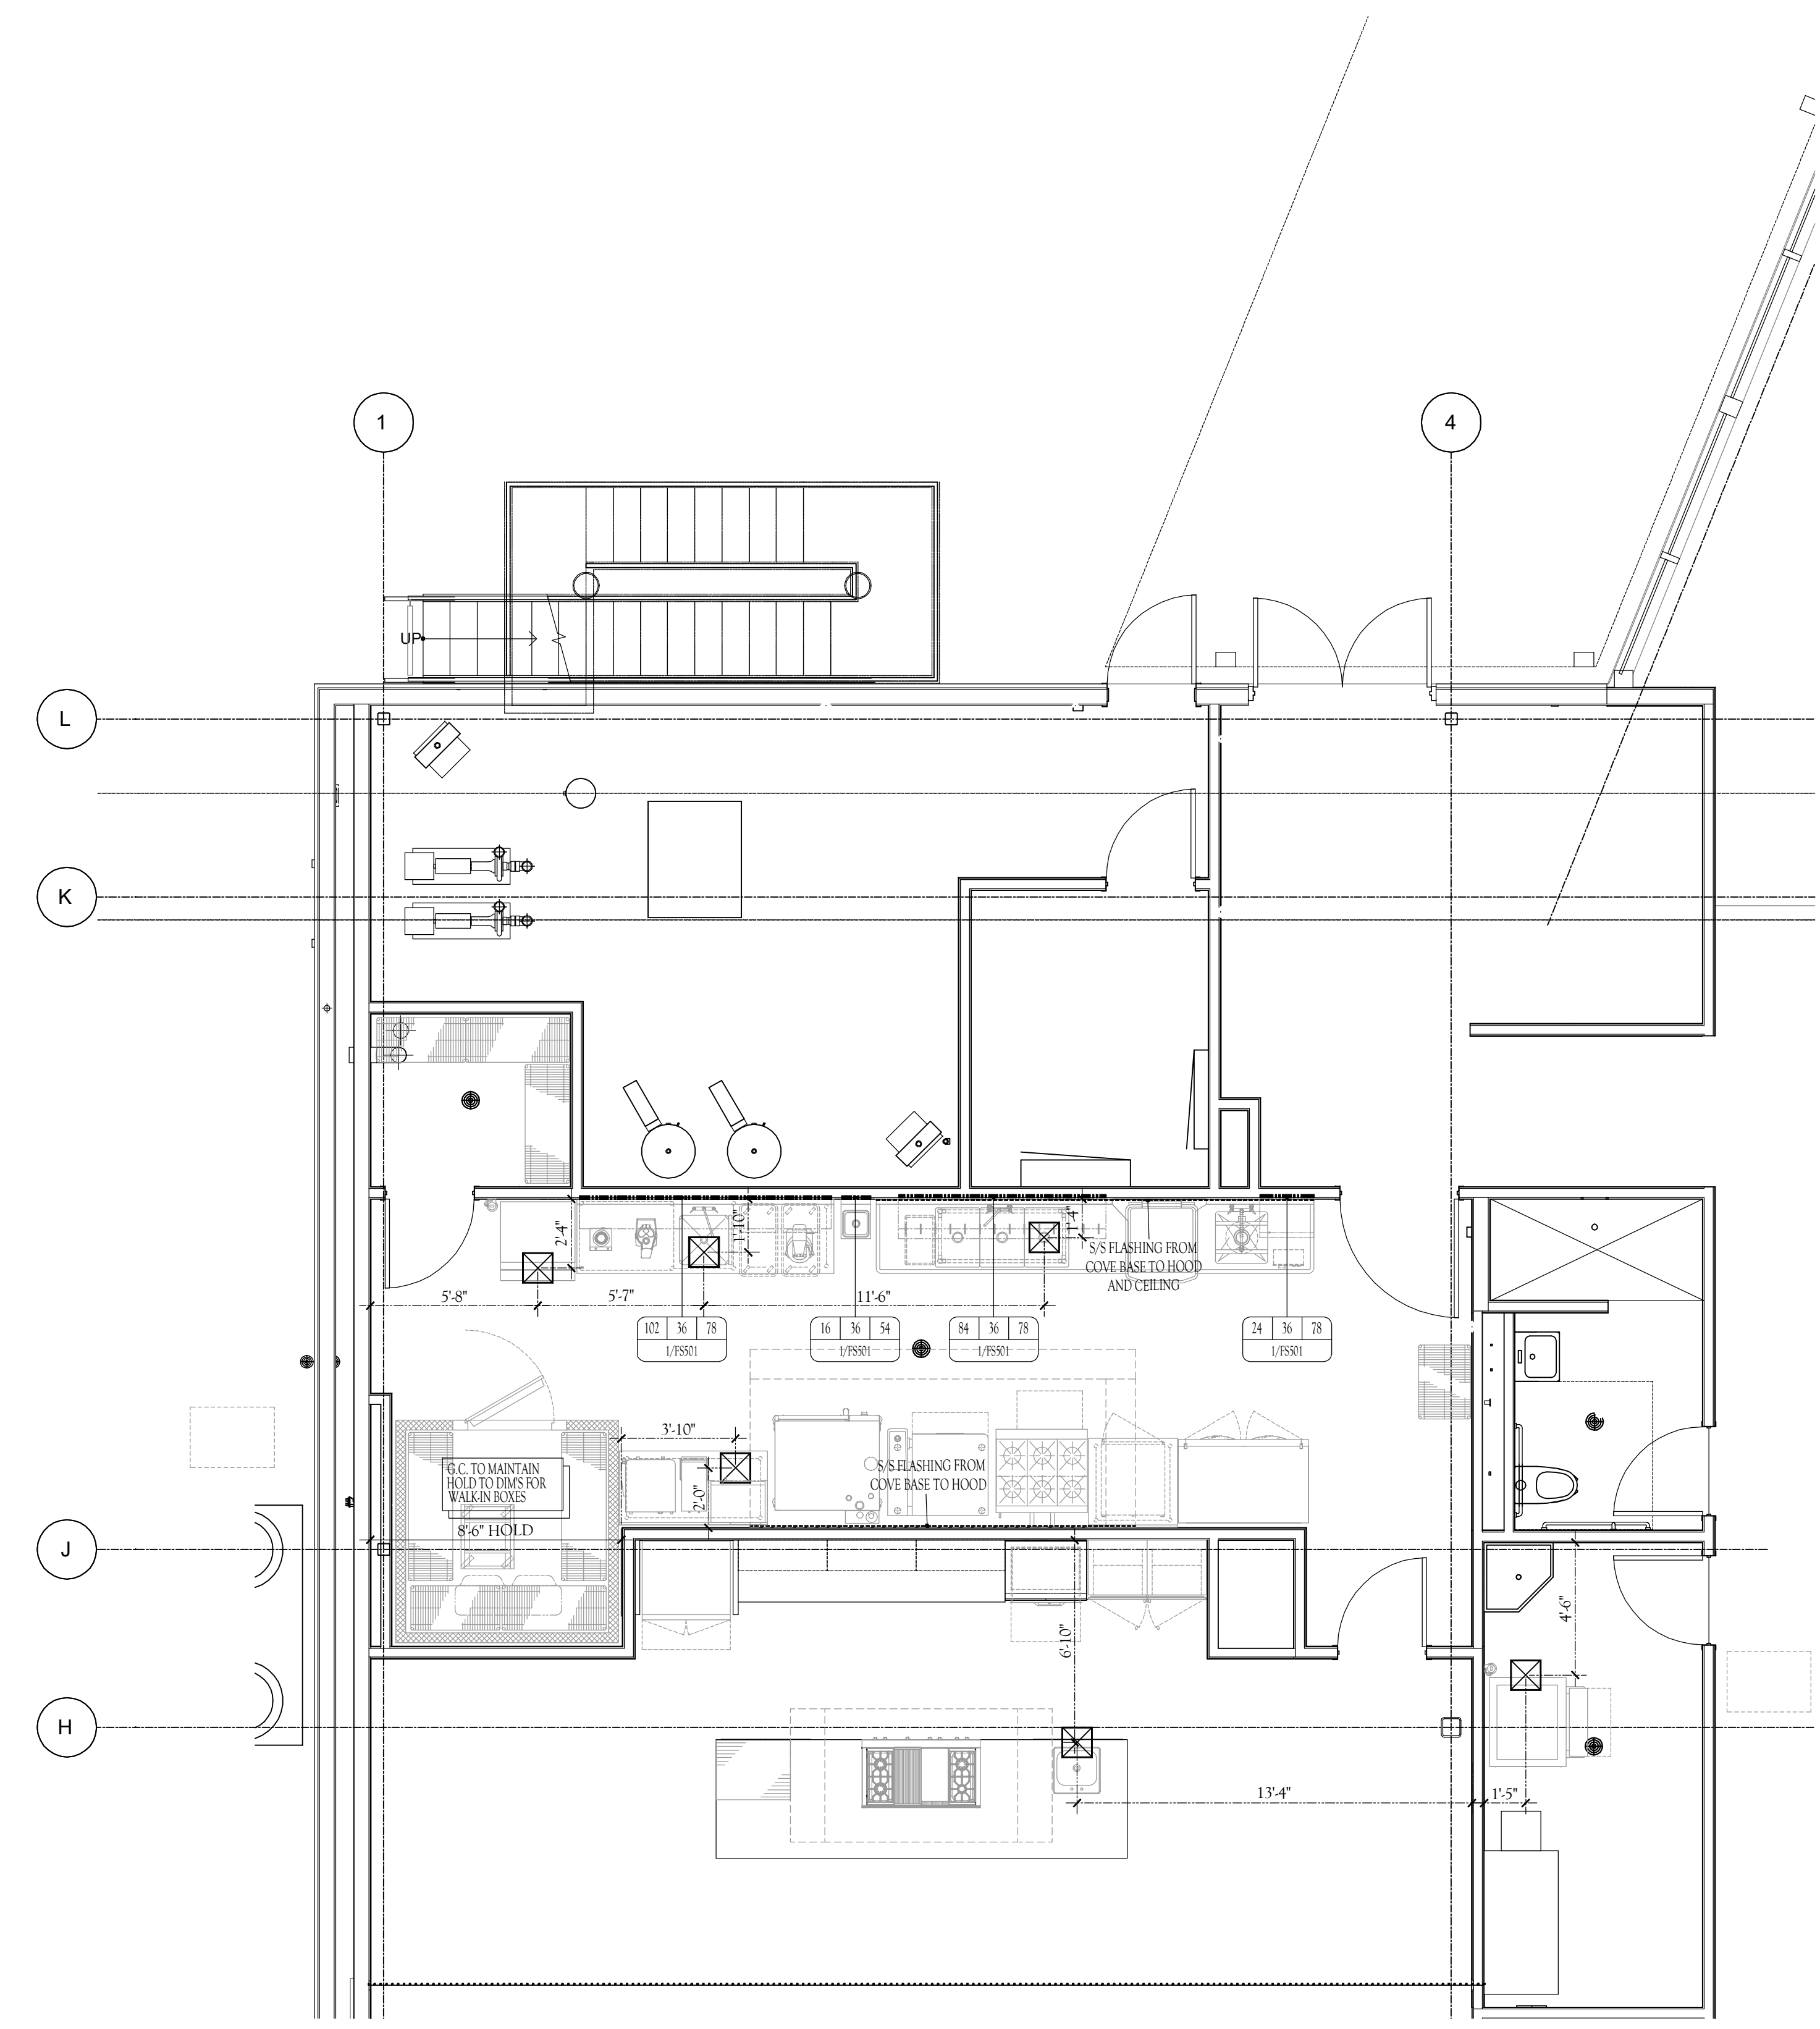 1
4
UP
L
K
2'-4"
1'-10"
1'-4"
S/S FLASHING FROM
COVE BASE TO HOOD
AND CEILING
5'-8"
5'-7"
11'-6"
102 36 78
1/FS501
16 36 54
1/FS501
84 36 78
1/FS501
24 36 78
1/FS501
3'-10"
G.C. TO MAINTAIN
HOLD TO DIM'S FOR
WALK-IN BOXES
2'-0"
S/S FLASHING FROM
COVE BASE TO HOOD
8'-6" HOLD
J
4'-6"
6'-10"
H
13'-4"
1'-5"